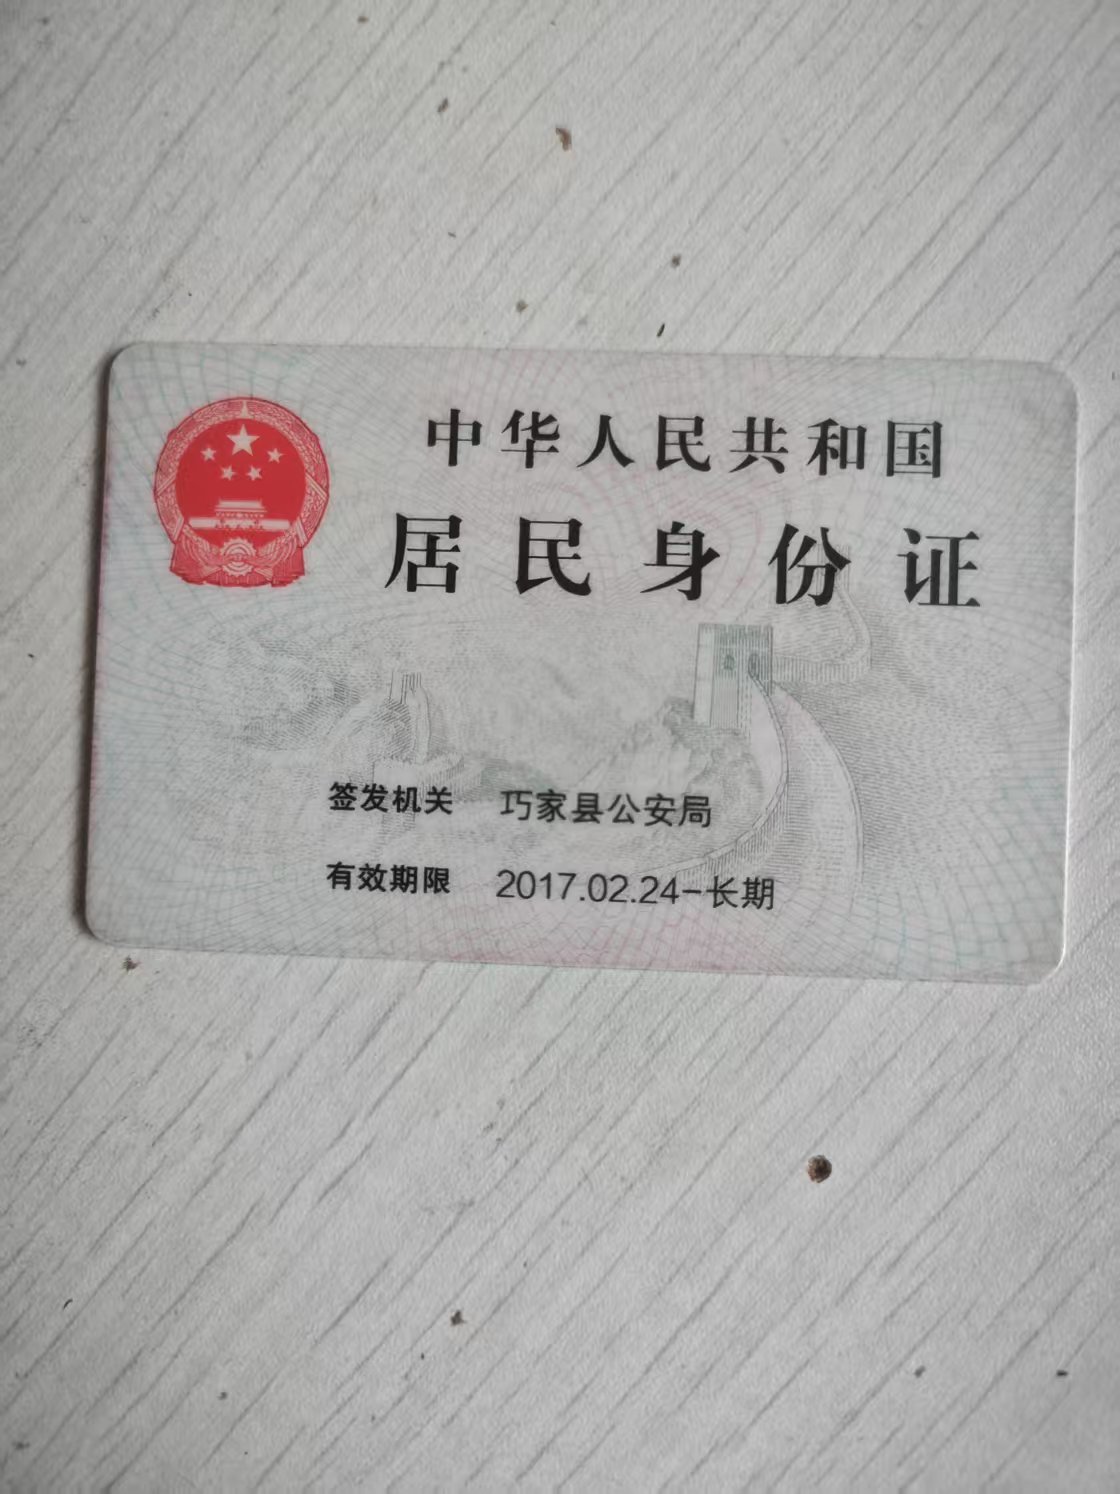 中华人民共和国
居民身份证
签发机关 巧家县公安局
有效期限 2017.02.24-长期